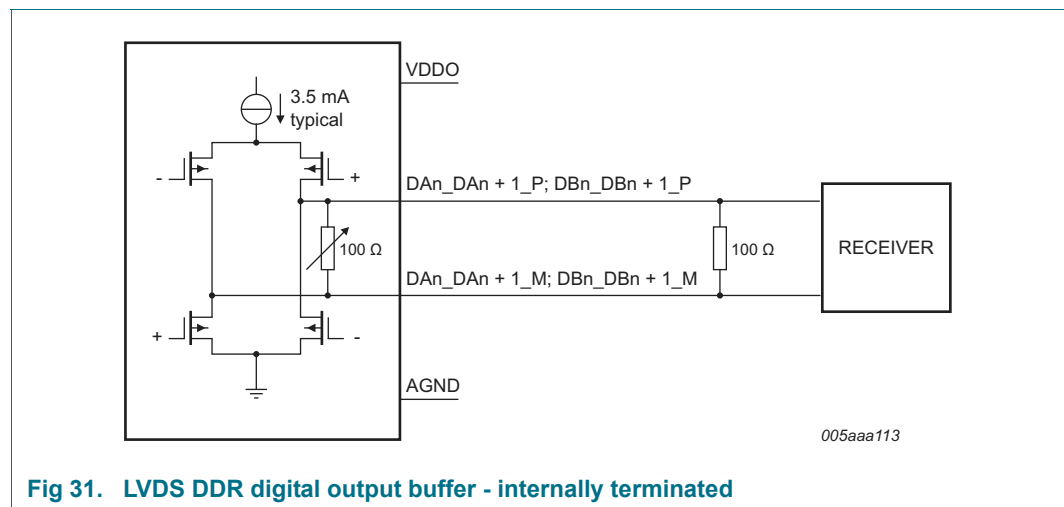 VDDO
3.5 mA
typical
-
+
DAn_DAn + 1_P; DBn_DBn + 1_P
100 Ω
100 Ω
RECEIVER
DAn_DAn + 1_M; DBn_DBn + 1_M
+
-
AGND
005aaa113
Fig 31. LVDS DDR digital output buffer - internally terminated